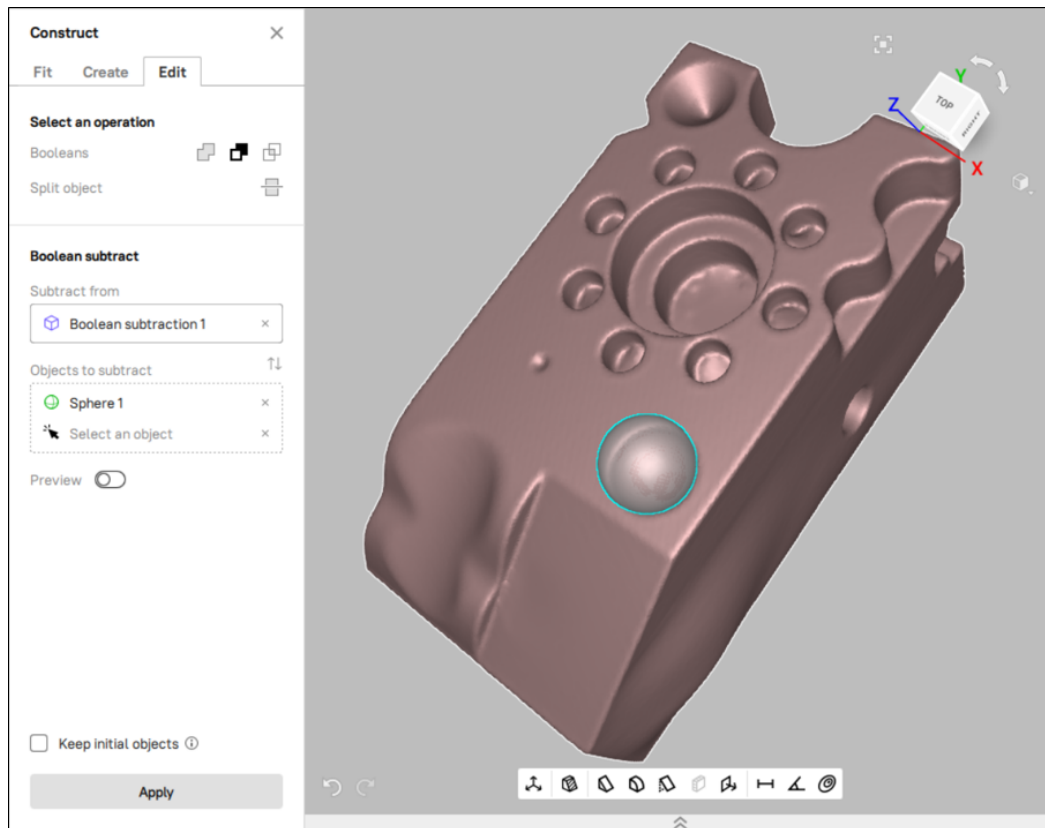 Construct
Fit Create Edit
Select an operation
Booleans
Split object
Boolean subtract
Subtract from
Boolean subtraction 1
Objects to subtract
Sphere 1
Select an object
Preview
Keep initial objects
Apply
Y
Z
TOP
RIGHT
X